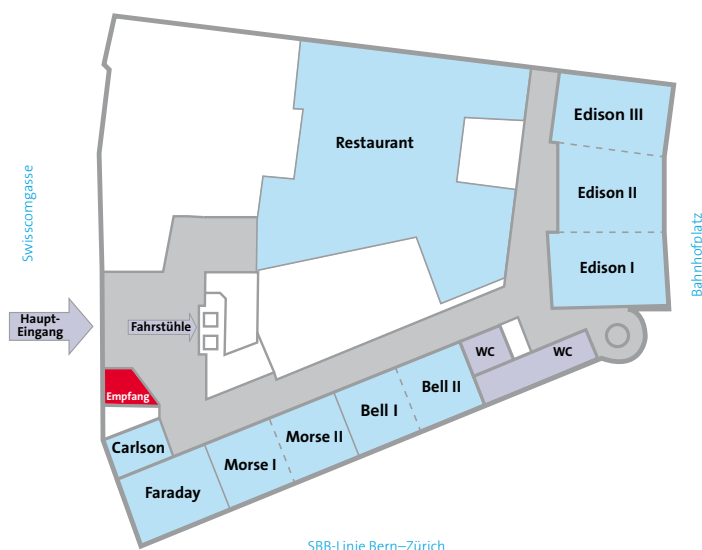 Edison III
Restaurant
Edison II
Swisscomgasse
Bahnhofplatz
Edison I
Haupt-
Eingang
Fahrstühle
WC
WC
Empfang
Bell II
Bell I
Morse II
Carlson
Morse I
Faraday
SBB-Linie Bern–Zürich